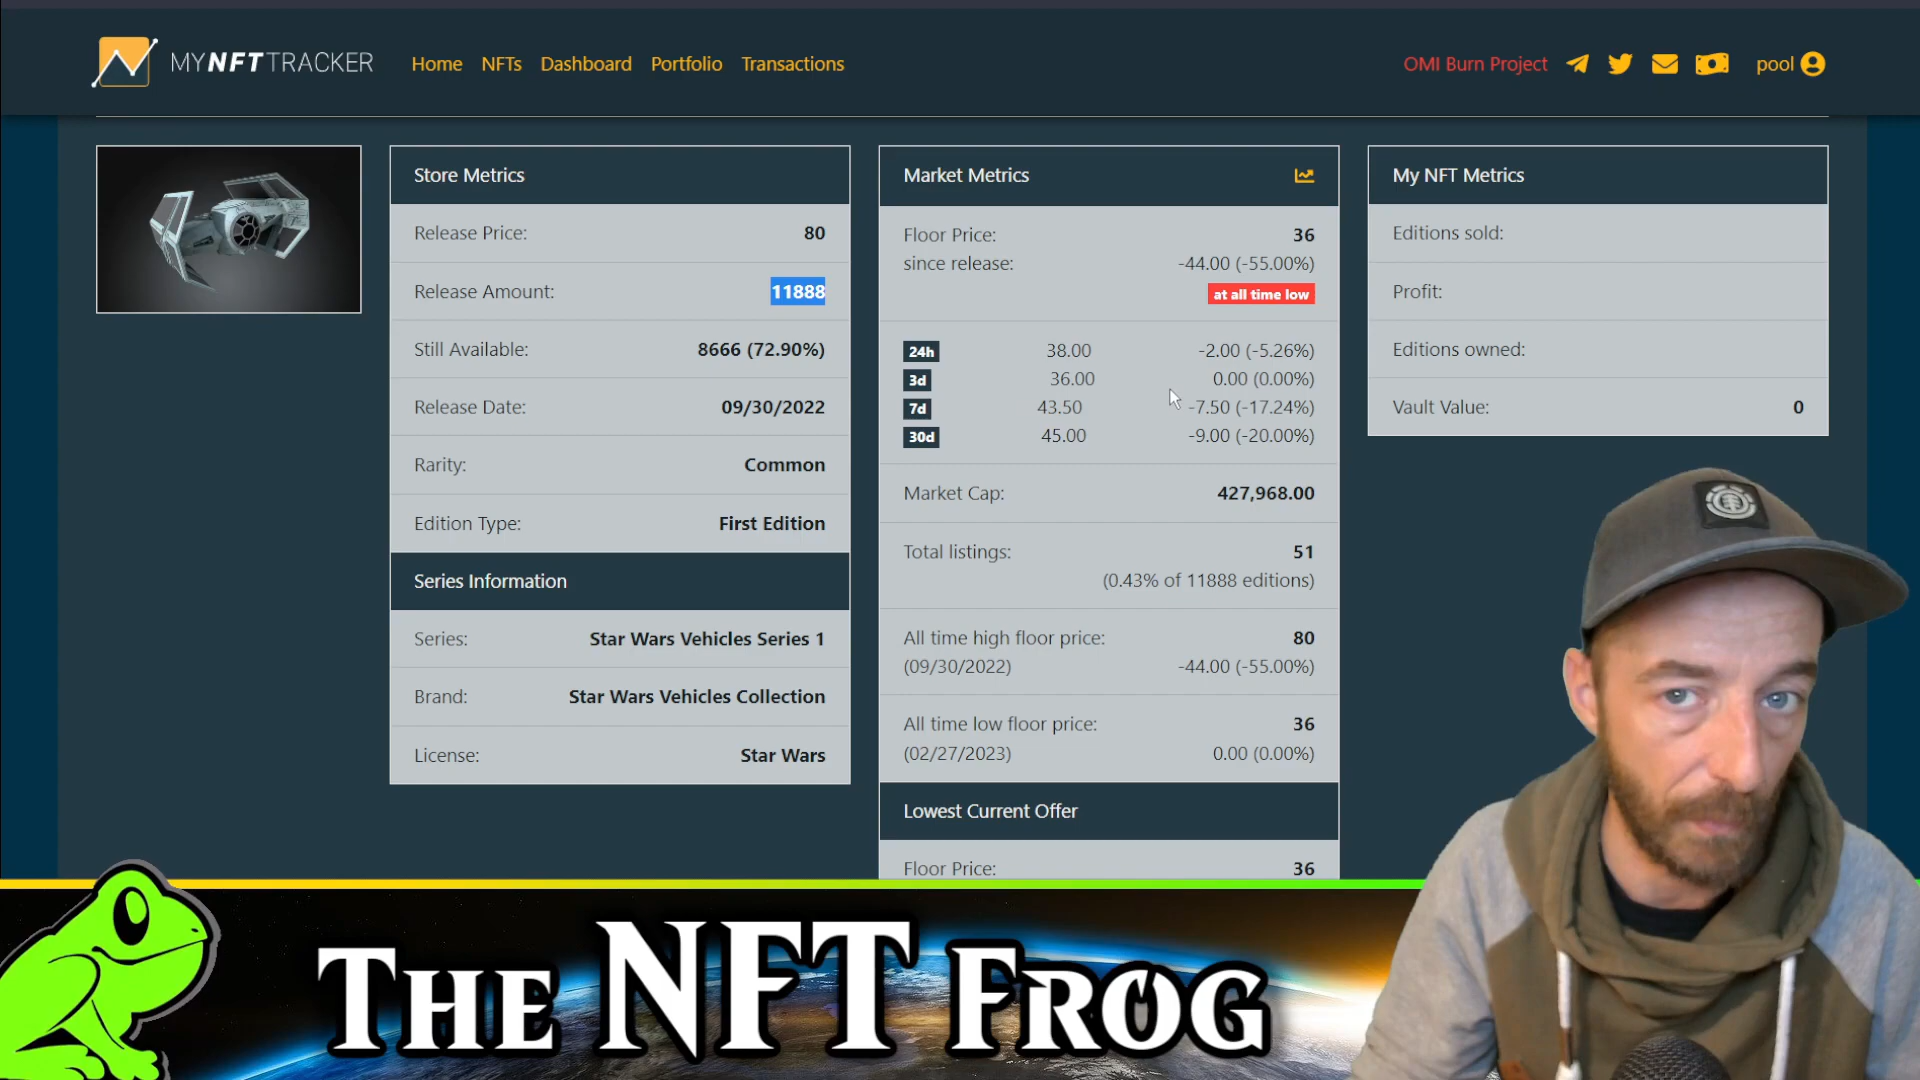 MYNFTTRACKER
Home NFTs Dashboard Portfolio Transactions
OMI Burn Project
pool
Store Metrics
Release Price: 80
Release Amount: 11888
Still Available: 8666 (72.90%)
Release Date: 09/30/2022
Rarity: Common
Edition Type: First Edition
Series Information
Series: Star Wars Vehicles Series 1
Brand: Star Wars Vehicles Collection
License: Star Wars
Market Metrics
Floor Price: 36
since release: -44.00 (-55.00%)
at all time low
24h 38.00 -2.00 (-5.26%)
3d 36.00 0.00 (0.00%)
7d 43.50 -7.50 (-17.24%)
30d 45.00 -9.00 (-20.00%)
Market Cap: 427,968.00
Total listings: 51
(0.43% of 11888 editions)
All time high floor price: 80
(09/30/2022) -44.00 (-55.00%)
All time low floor price: 36
(02/27/2023) 0.00 (0.00%)
Lowest Current Offer
Floor Price: 36
My NFT Metrics
Editions sold:
Profit:
Editions owned:
Vault Value: 0
THE NFT FROG